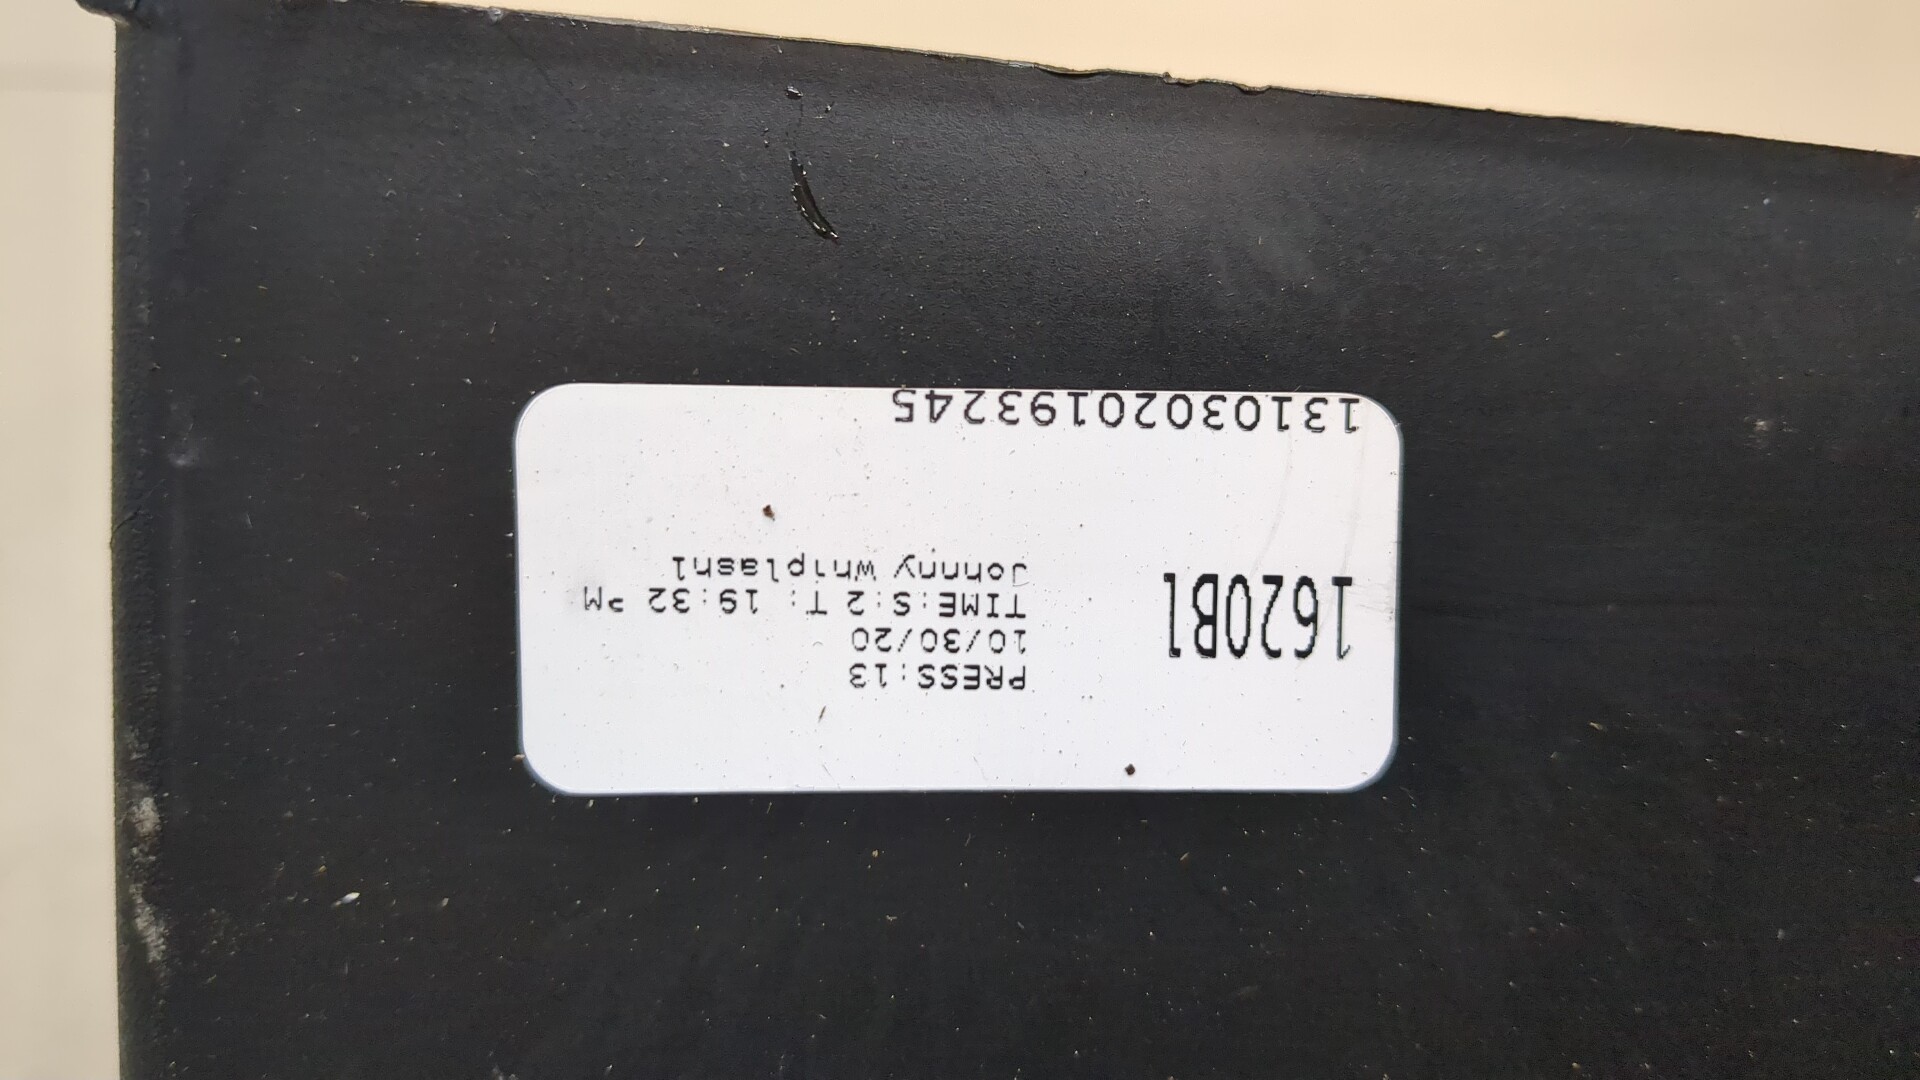 PRESS:13
10/30/20
1620B1
TIME:S:2 T: 19:32 PM
Johnny Whiplash1
13103020193245